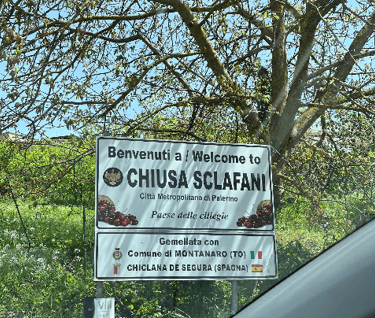 Benvenuti a / Welcome to
CHIUSA SCLAFANI
Città Metropolitana di Palermo
Paese delle ciliegie
Gemellata con
Comune di MONTANARO (TO)
CHICLANA DE SEGURA (SPAGNA)